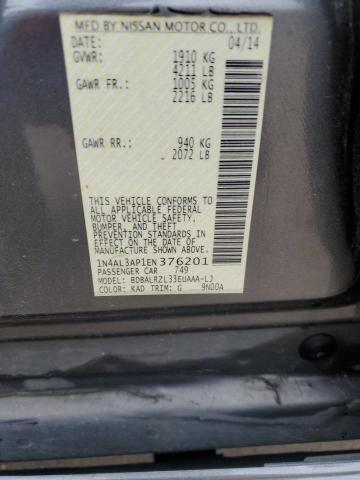 MFD BY NISSAN MOTOR CO., LTD.
DATE 04/14
GVWR: 1910 KG
4211 LB
GAWR FR: 1005 KG
2216 LB
GAWR RR: 940 KG
2072 LB
THIS VEHICLE CONFORMS TO
ALL APPLICABLE FEDERAL
MOTOR VEHICLE SAFETY,
BUMPER, AND THEFT
PREVENTION STANDARDS
IN EFFECT ON THE DATE OF
MANUFACTURE SHOWN ABOVE.
1N4AL3AP1EN376201
PASSENGER CAR 749
MODEL: BDBALRZL33EUAAA-LJ
COLOR: KAD TRIM: G 9N00A